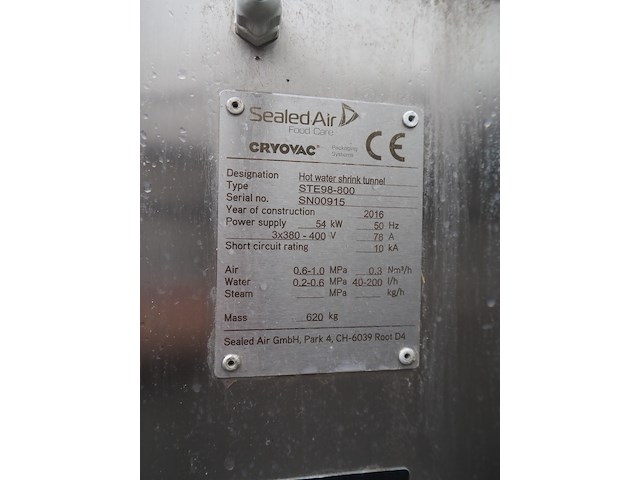 Sealed Air
Food Care
CRYOVAC® Packaging Systems CE
Designation Hot water shrink tunnel
Type STE98-800
Serial no. SN00915
Year of construction 2016
Power supply 54 kW 50 Hz
3x380 - 400 V 78 A
Short circuit rating 10 kA
Air 0.6-1.0 MPa 0.3 Nm³/h
Water 0.2-0.6 MPa 40-200 l/h
Steam MPa kg/h
Mass 620 kg
Sealed Air GmbH, Park 4, CH-6039 Root D4